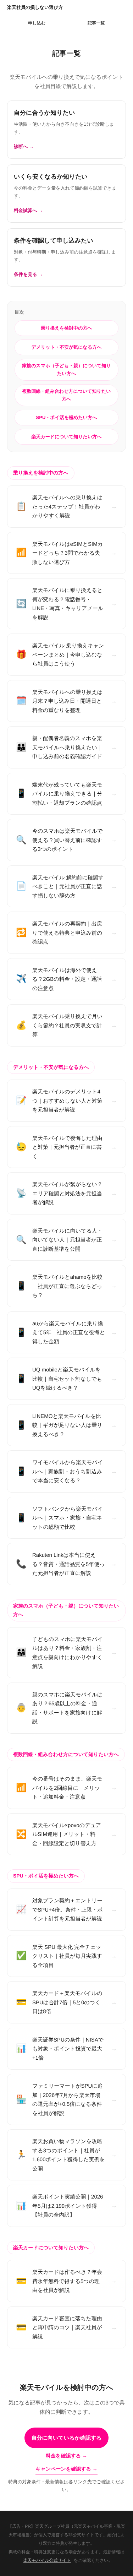 楽天社員の損しない選び方
申し込む
記事一覧
記事一覧
楽天モバイルへの乗り換えで気になるポイント
を社員目線で解説します。
自分に合うか知りたい
生活圏・使い方から向き不向きを1分で診断しま
す。
診断へ →
いくら安くなるか知りたい
今の料金とデータ量を入れて節約額を試算できま
す。
料金試算へ →
条件を確認して申し込みたい
対象・付与時期・申し込み前の注意点を確認しま
す。
条件を見る →
目次
乗り換えを検討中の方へ
デメリット・不安が気になる方へ
家族のスマホ（子ども・親）について知り
たい方へ
複数回線・組み合わせ方について知りたい
方へ
SPU・ポイ活を極めたい方へ
楽天カードについて知りたい方へ
乗り換えを検討中の方へ
楽天モバイルへの乗り換えは
たった4ステップ！社員がわ
かりやすく解説
楽天モバイルはeSIMとSIMカ
ードどっち？3問でわかる失
敗しない選び方
楽天モバイルに乗り換えると
何が変わる？電話番号・
LINE・写真・キャリアメール
を解説
楽天モバイル 乗り換えキャン
ペーンまとめ｜今申し込むな
ら社員はこう使う
楽天モバイルへの乗り換えは
月末？申し込み日・開通日と
料金の重なりを整理
親・配偶者名義のスマホを楽
天モバイルへ乗り換えたい｜
申し込み前の名義確認ガイド
端末代が残っていても楽天モ
バイルに乗り換えできる｜分
割払い・返却プランの確認点
今のスマホは楽天モバイルで
使える？買い替え前に確認す
る3つのポイント
楽天モバイル 解約前に確認す
べきこと｜元社員が正直に話
す損しない辞め方
楽天モバイルの再契約｜出戻
りで使える特典と申込み前の
確認点
楽天モバイルは海外で使え
る？2GBの料金・設定・通話
の注意点
楽天モバイル乗り換えで月い
くら節約？社員の実収支で計
算
デメリット・不安が気になる方へ
楽天モバイルのデメリット4
つ｜おすすめしない人と対策
を元担当者が解説
楽天モバイルで後悔した理由
と対策｜元担当者が正直に書
く
楽天モバイルが繋がらない？
エリア確認と対処法を元担当
者が解説
楽天モバイルに向いてる人・
向いてない人｜元担当者が正
直に診断基準を公開
楽天モバイルとahamoを比較
｜社員が正直に選ぶならどっ
ち？
auから楽天モバイルに乗り換
えて5年｜社員の正直な後悔と
得した金額
UQ mobileと楽天モバイルを
比較｜自宅セット割なしでも
UQを続けるべき？
LINEMOと楽天モバイルを比
較｜ギガが足りない人は乗り
換えるべき？
ワイモバイルから楽天モバイ
ルへ｜家族割・おうち割込み
で本当に安くなる？
ソフトバンクから楽天モバイ
ルへ｜スマホ・家族・自宅ネ
ットの総額で比較
Rakuten Linkは本当に使え
る？音質・通話品質を5年使っ
た元担当者が正直に解説
家族のスマホ（子ども・親）について知りたい
方へ
子どものスマホに楽天モバイ
ルはあり？料金・家族割・注
意点を親向けにわかりやすく
解説
親のスマホに楽天モバイルは
あり？65歳以上の料金・通
話・サポートを家族向けに解
説
複数回線・組み合わせ方について知りたい方へ
今の番号はそのまま、楽天モ
バイルを2回線目に｜メリッ
ト・追加料金・注意点
楽天モバイル×povoのデュア
ルSIM運用｜メリット・料
金・回線設定と切り替え方
SPU・ポイ活を極めたい方へ
対象プラン契約＋エントリー
でSPU+4倍、条件・上限・ポ
イント計算を元担当者が解説
楽天 SPU 最大化 完全チェッ
クリスト｜社員が毎月実践す
る全項目
楽天カード＋楽天モバイルの
SPUは合計7倍｜5と0のつく
日は8倍
楽天証券SPUの条件｜NISAで
も対象・ポイント投資で最大
+1倍
ファミリーマートがSPUに追
加｜2026年7月から楽天市場
の還元率が+0.5倍になる条件
を社員が解説
楽天お買い物マラソンを攻略
する3つのポイント｜社員が
1,600ポイント獲得した実例を
公開
楽天ポイント実績公開｜2026
年5月は2,199ポイント獲得
【社員の全内訳】
楽天カードについて知りたい方へ
楽天カードは作るべき？年会
費永年無料で得する5つの理
由を社員が解説
楽天カード審査に落ちた理由
と再申請のコツ｜楽天社員が
解説
楽天モバイルを検討中の方へ
気になる記事が見つかったら、次はこの3つで具
体的に判断できます。
自分に向いているか確認する
料金を確認する →
キャンペーンを確認する →
特典の対象条件・最新情報は各リンク先でご確認くださ
い。
楽天モバイル公式サイト